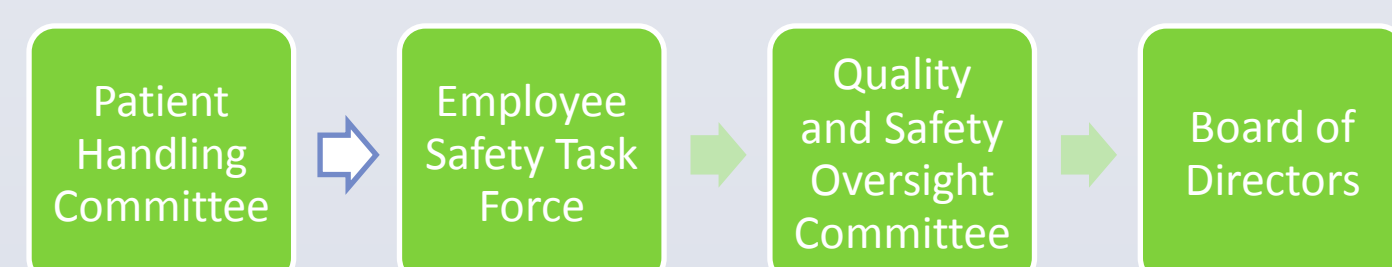 Patient
Handling
Committee
Employee
Safety Task
Force
Quality
and Safety
Oversight
Committee
Board of
Directors